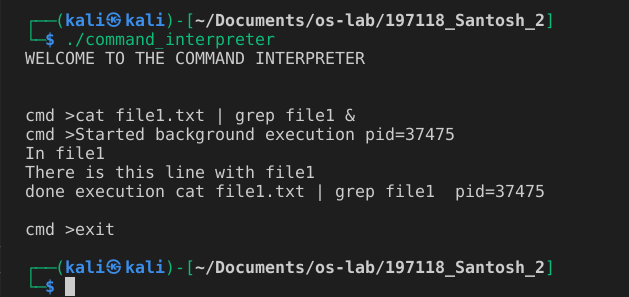 ┌──(kali㉿kali)-[~/Documents/os-lab/197118_Santosh_2]
└─$ ./command_interpreter
WELCOME TO THE COMMAND INTERPRETER
cmd >cat file1.txt | grep file1 &
cmd >Started background execution pid=37475
In file1
There is this line with file1
done execution cat file1.txt | grep file1  pid=37475
cmd >exit
┌──(kali㉿kali)-[~/Documents/os-lab/197118_Santosh_2]
└─$